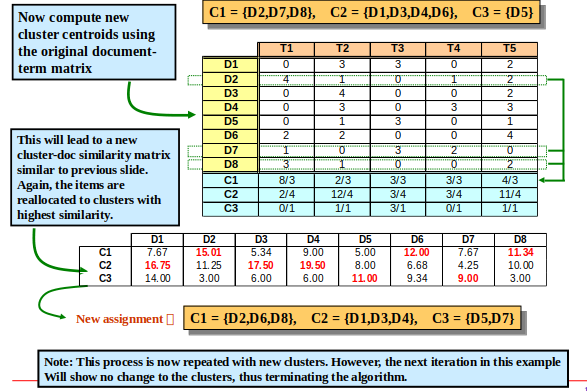 C1 = {D2,D7,D8}, C2 = {D1,D3,D4,D6}, C3 = {D5}
Now compute new
cluster centroids using
the original document-
term matrix
T1 T2 T3 T4 T5
D1 0 3 3 0 2
D2 4 1 0 1 2
D3 0 4 0 0 2
D4 0 3 0 3 3
D5 0 1 3 0 1
D6 2 2 0 0 4
D7 1 0 3 2 0
D8 3 1 0 0 2
C1 8/3 2/3 3/3 3/3 4/3
C2 2/4 12/4 3/4 3/4 11/4
C3 0/1 1/1 3/1 0/1 1/1
This will lead to a new
cluster-doc similarity matrix
similar to previous slide.
Again, the items are
reallocated to clusters with
highest similarity.
D1 D2 D3 D4 D5 D6 D7 D8
C1 7.67 15.01 5.34 9.00 5.00 12.00 7.67 11.34
C2 16.75 11.25 17.50 19.50 8.00 6.68 4.25 10.00
C3 14.00 3.00 6.00 6.00 11.00 9.34 9.00 3.00
New assignment
C1 = {D2,D6,D8}, C2 = {D1,D3,D4}, C3 = {D5,D7}
Note: This process is now repeated with new clusters. However, the next iteration in this example
Will show no change to the clusters, thus terminating the algorithm.